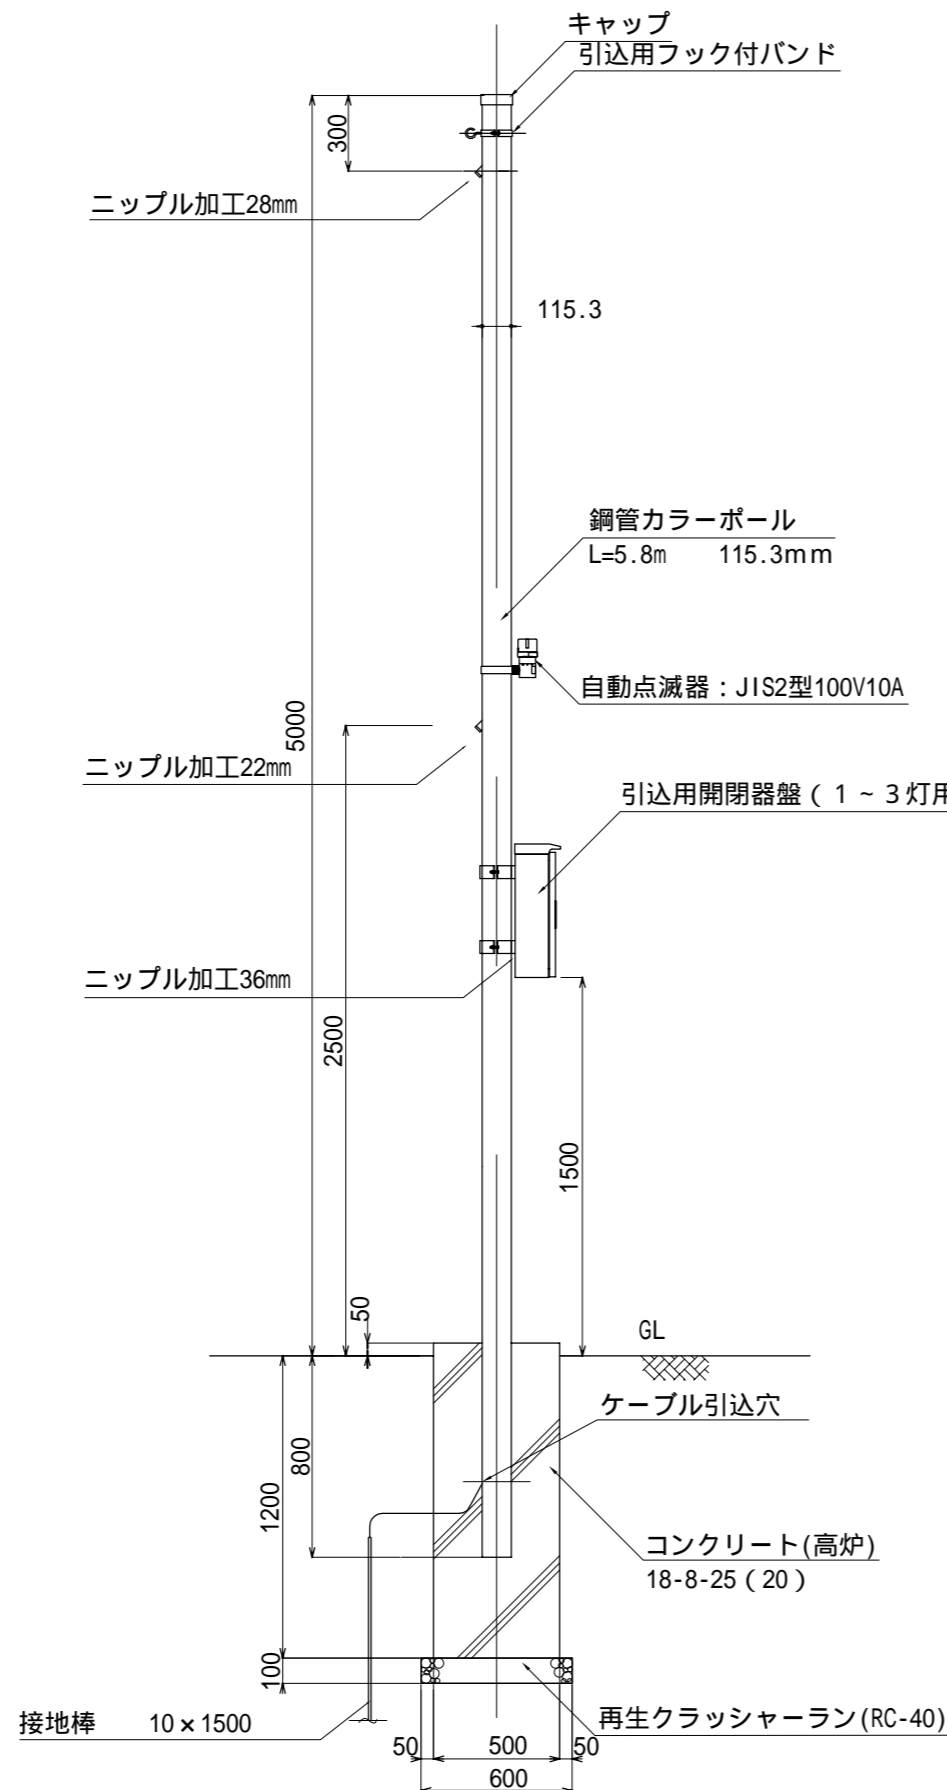 キャップ
引込用フック付バンド
300
ニップル加工28mm
115.3
鋼管カラーポール
L=5.8m 115.3mm
自動点滅器：JIS2型100V10A
5000
ニップル加工22mm
引込用開閉器盤（１～３灯用
ニップル加工36mm
2500
1500
50
GL
ケーブル引込穴
800
1200
コンクリート(高炉)
18-8-25（20）
100
接地棒 10×1500
再生クラッシャーラン(RC-40)
50 500 50
600